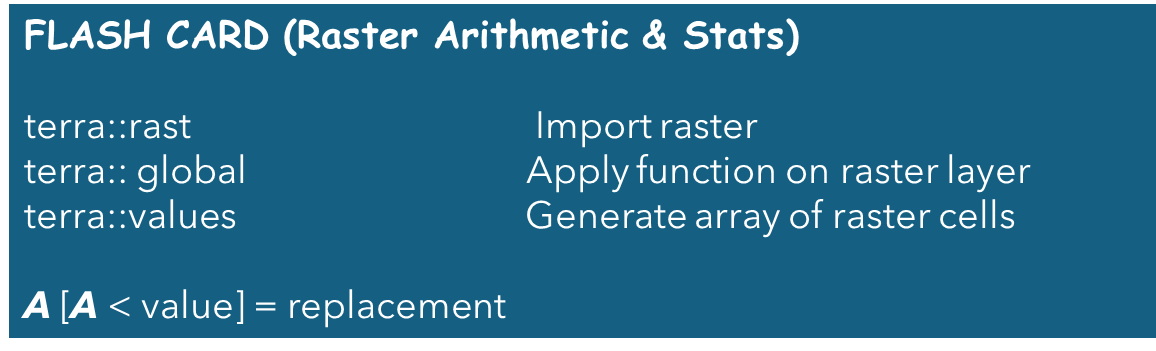 FLASH CARD (Raster Arithmetic & Stats)
terra::rast Import raster
terra:: global Apply function on raster layer
terra::values Generate array of raster cells
A [A < value] = replacement